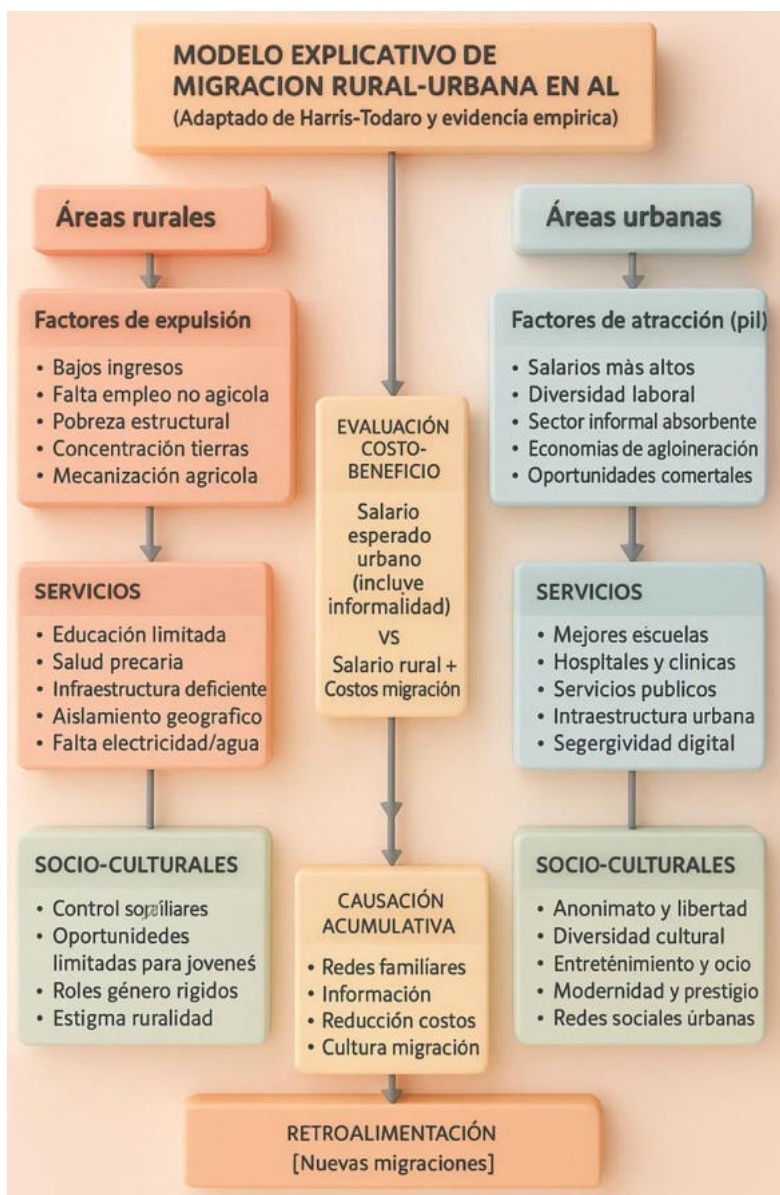 MODELO EXPLICATIVO DE
MIGRACION RURAL-URBANA EN AL
(Adaptado de Harris-Todaro y evidencía empirica)
Áreas rurales
Factores de expulsión
• Bajos ingresos
• Falta empleo no agicola
• Pobreza estructural
• Concentración tierras
• Mecanización agricola
SERVICIOS
• Educación limitada
• Salud precaria
• Infraestructura deficiente
• Aislamiento geografico
• Falta electricidad/agua
SOCIO-CULTURALES
• Control
• Oportunidedes
limitadas para joveneś
• Roles género rigidos
• Estigma ruralidad
EVALUACIÓN
COSTO-
BENEFICIO
Salario
esperado
urbano
(incluye
informalidad)
VS
Salario rural +
Costos migración
CAUSACIÓN
ACUMULATIVA
• Redes familíares
• Información
• Reducción costos
• Cultura migración
Áreas urbanas
Factores de atracción (pil)
• Salarios màs altos
• Diversidad laboral
• Sector informal absorbente
• Economias de agloineración
• Oportunidades comertales
SERVICIOS
• Mejores escuelas
• Hospltales y clinicas
• Servicios publicos
• Intraestructura urbana
• Segergividad digital
SOCIO-CULTURALES
• Anonimato y libertad
• Diversidad cultural
• Entreténimiento y ocio
• Modernidad y prestigio
• Redes sociales úrbanas
RETROALIMENTACIÓN
[Nuevas migraciones]